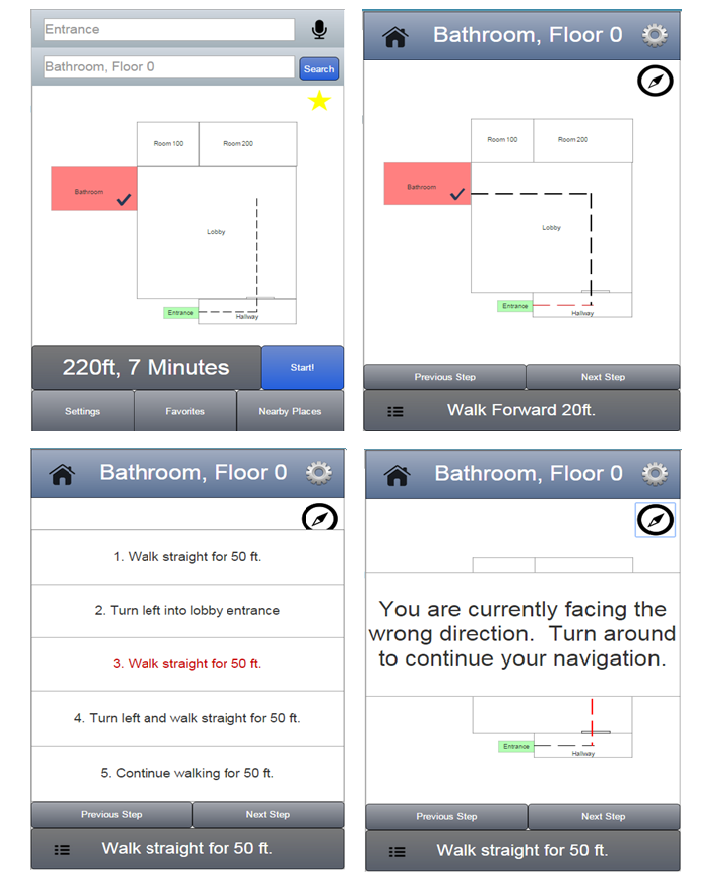 Entrance
Bathroom, Floor 0
Search
Room 100
Room 200
Bathroom
Lobby
Entrance
Hallway
220ft, 7 Minutes
Start!
Settings
Favorites
Nearby Places
Bathroom, Floor 0
Room 100
Room 200
Bathroom
Lobby
Entrance
Hallway
Previous Step
Next Step
Walk Forward 20ft.
Bathroom, Floor 0
1. Walk straight for 50 ft.
2. Turn left into lobby entrance
3. Walk straight for 50 ft.
4. Turn left and walk straight for 50 ft.
5. Continue walking for 50 ft.
Previous Step
Next Step
Walk straight for 50 ft.
Bathroom, Floor 0
You are currently facing the
wrong direction. Turn around
to continue your navigation.
Entrance
Hallway
Previous Step
Next Step
Walk straight for 50 ft.